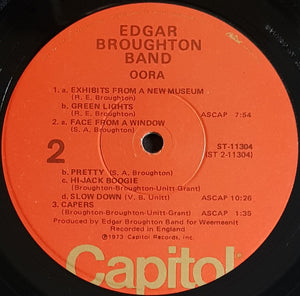 EDGAR
BROUGHTON
BAND
OORA
1. a. EXHIBITS FROM A NEW MUSEUM
(R. E. Broughton)
b. GREEN LIGHTS
(R. E. Broughton) ASCAP 7:54
2. a. FACE FROM A WINDOW
(S. A. Broughton)
2
ST-11304
(ST 2-11304)
b. PRETTY (S. A. Broughton)
c. HI-JACK BOOGIE
(Broughton-Broughton-Unitt-Grant)
d. SLOW DOWN (V. B. Unitt) ASCAP 10:26
3. CAPERS
(Broughton-Broughton-Unitt-Grant) ASCAP 1:35
Produced by Edgar Broughton Band for Weemeenit
Recorded in England
℗1973 Capitol Records, Inc.
Capitol